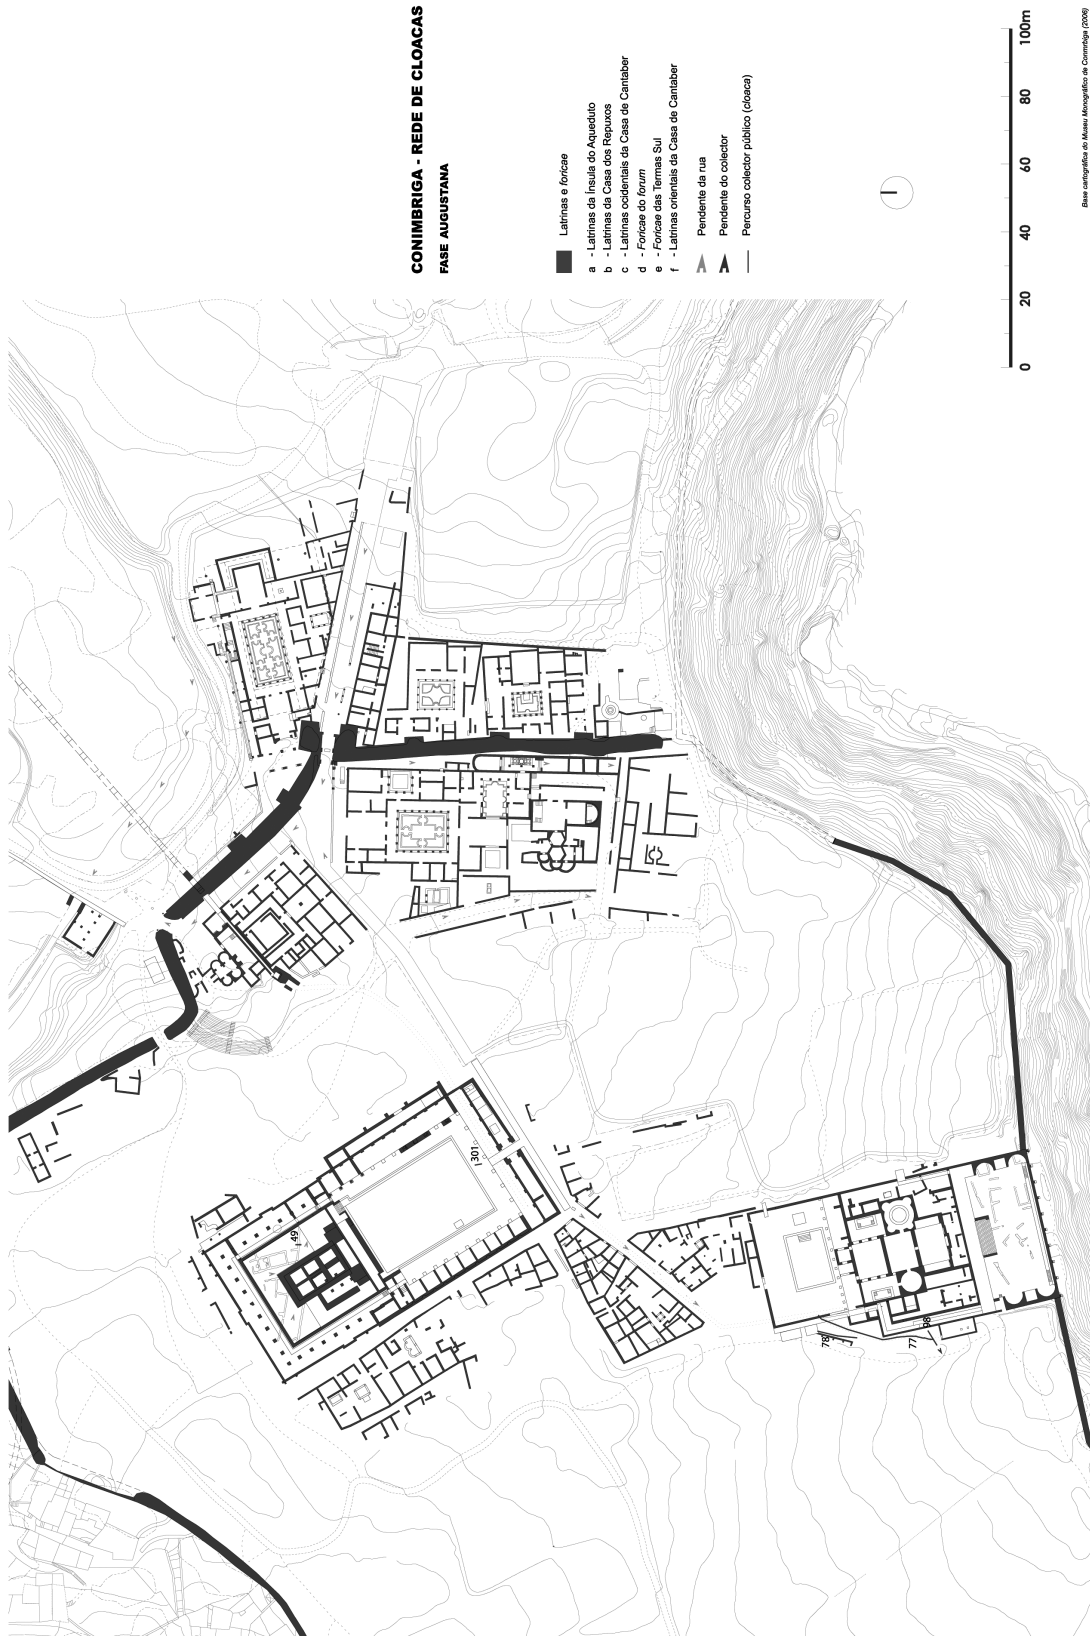 CONIMBRIGA - REDE DE CLOACAS
FASE AUGUSTANA
Latrinas e foricae
a - Latrinas da Ínsula do Aqueduto
b - Latrinas da Casa dos Repuxos
c - Latrinas ocidentais da Casa de Cantaber
d - Foricae do forum
e - Foricae das Termas Sul
f - Latrinas orientais da Casa de Cantaber
Pendente da rua
Pendente do colector
Percurso colector público (cloaca)
0 20 40 60 80 100m
Base cartográfica do Museu Monográfico de Conimbriga (2006)
301
49
78
77
98